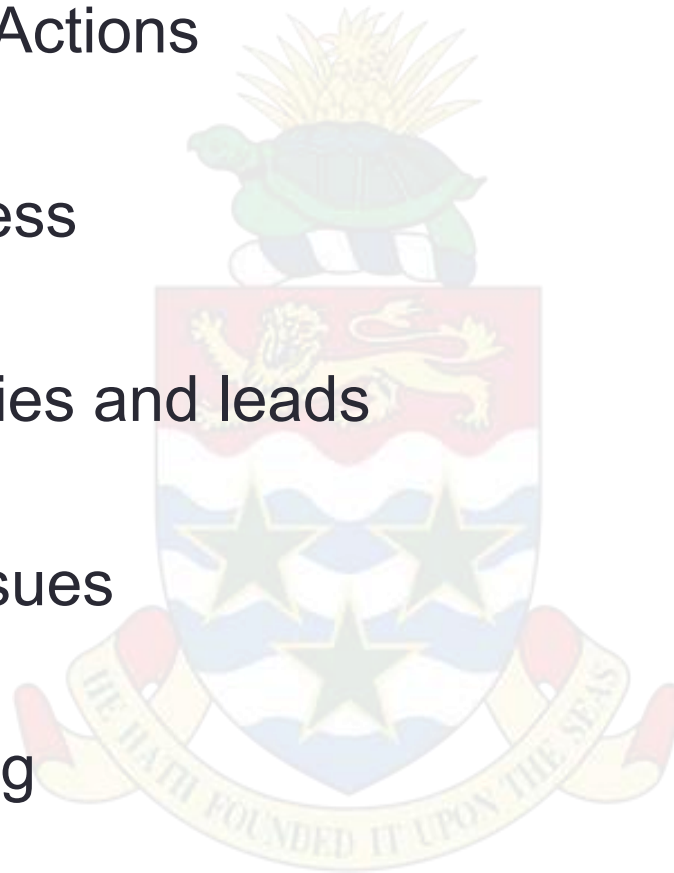 Actions
ess
ies and leads
sues
g
HE HATH FOUNDED IT UPON THE SEAS